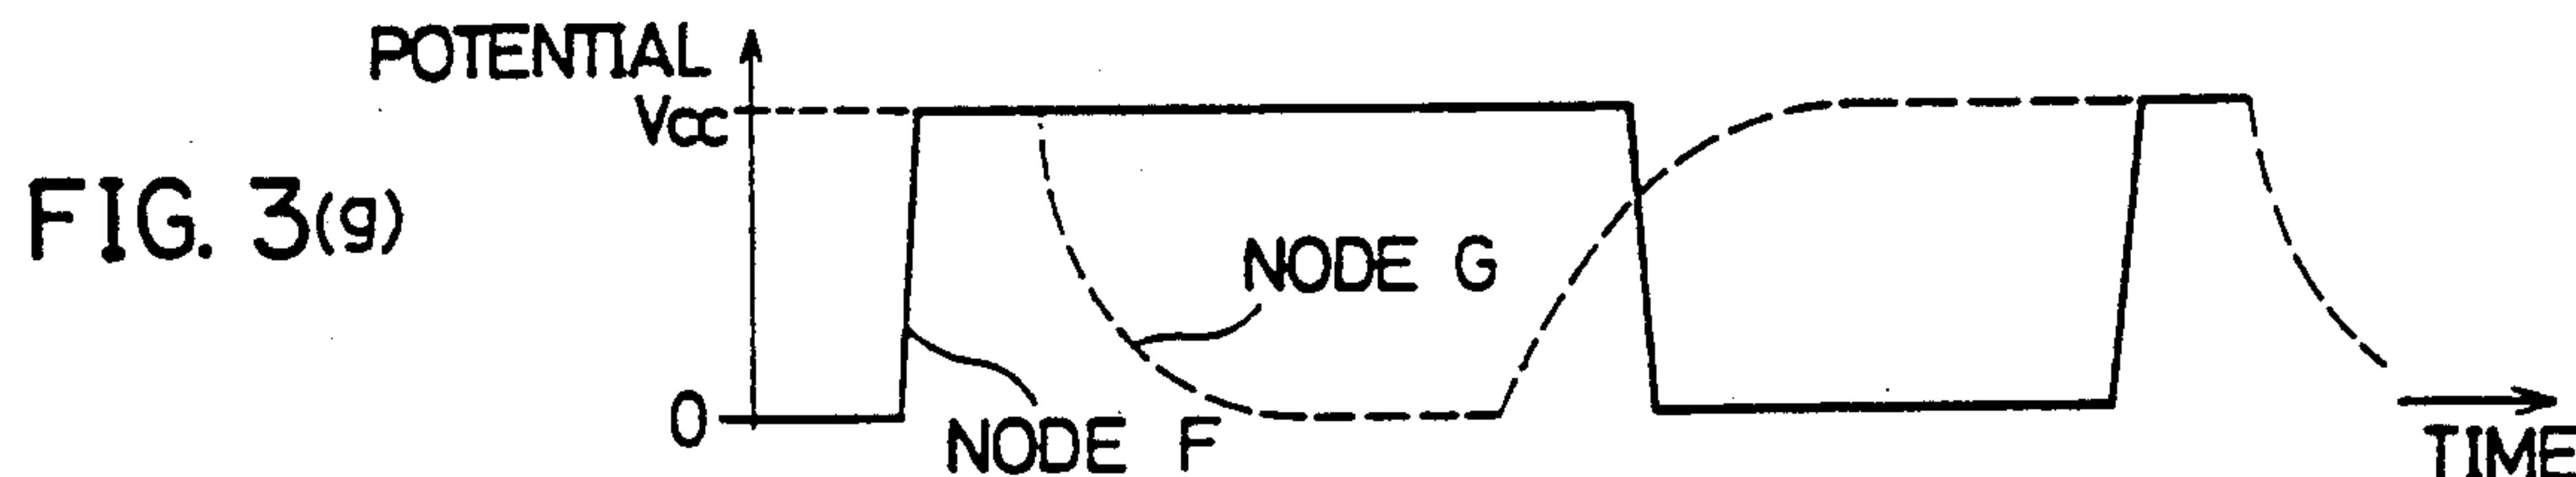 POTENTIAL
Vcc
FIG. 3(g)
NODE G
0
NODE F
TIME